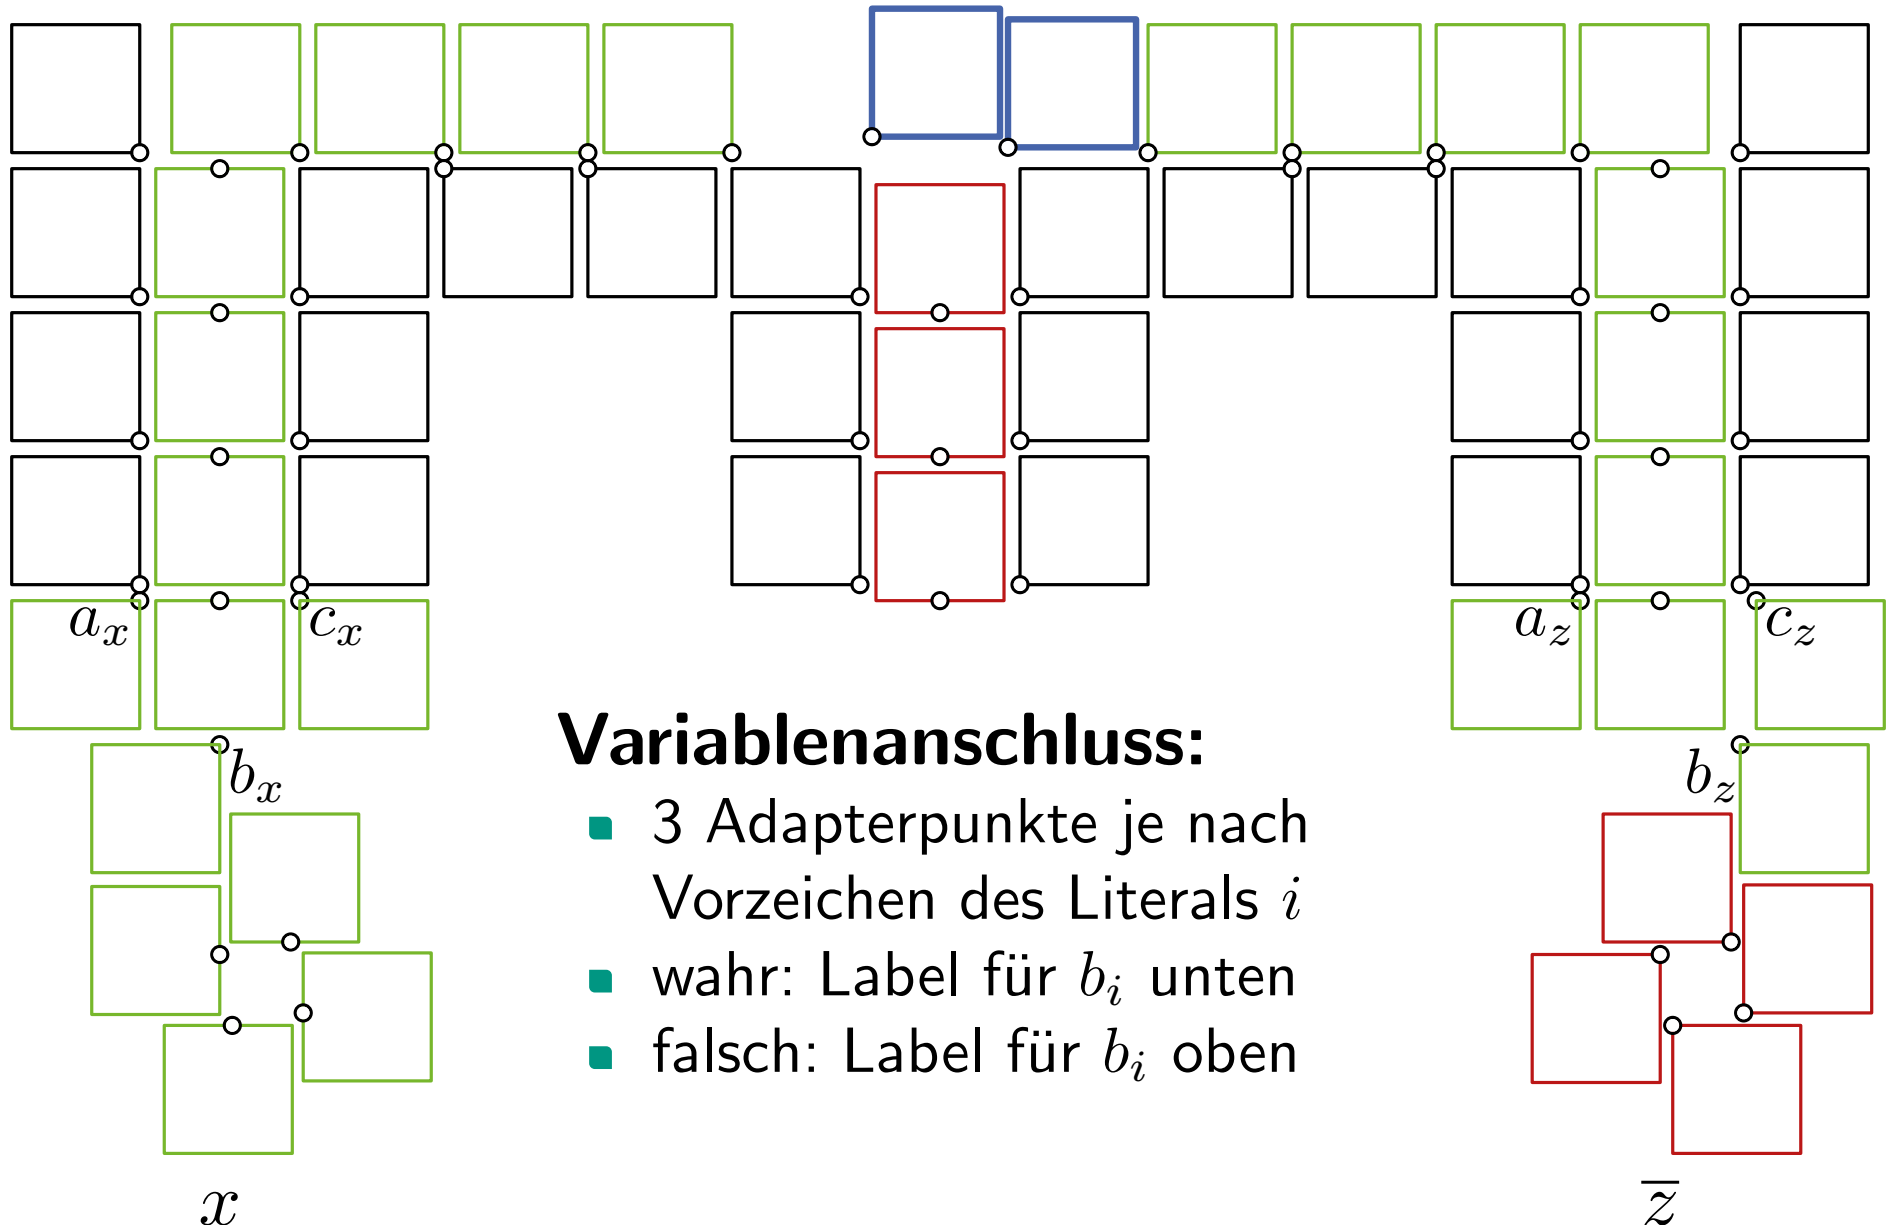 a_x c_x a_z c_z
b_x b_z
Variablenanschluss:
3 Adapterpunkte je nach
Vorzeichen des Literals i
wahr: Label für b_i unten
falsch: Label für b_i oben
x z̅